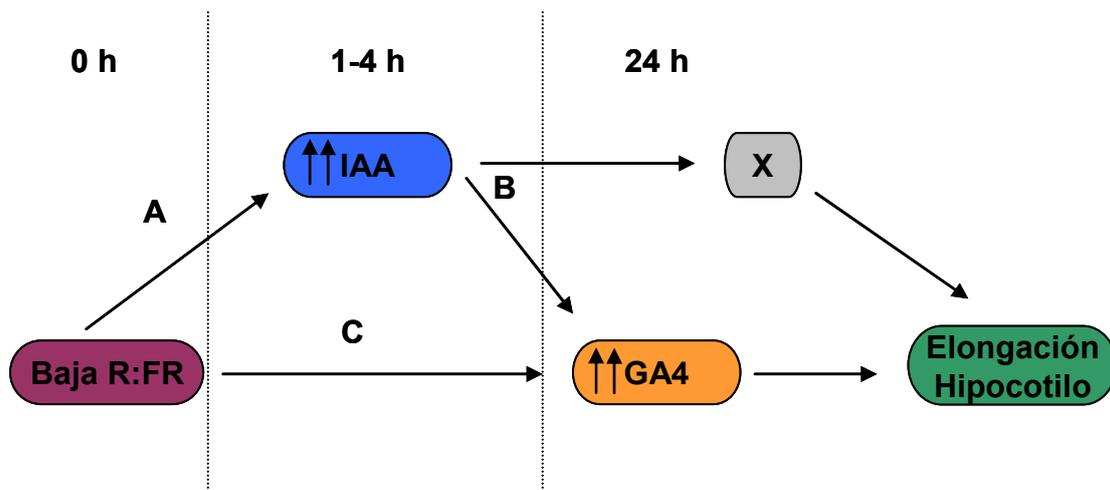 0 h
1-4 h
24 h
IAA
X
A
B
C
Baja R:FR
GA4
Elongación
Hipocotilo